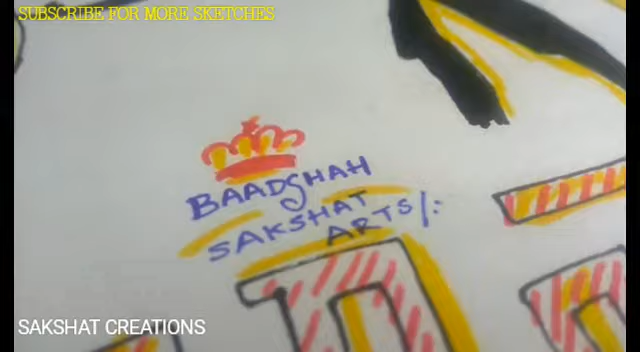 SUBSCRIBE FOR MORE SKETCHES
BAADSHAH
SAKSHAT
ARTS/:
SAKSHAT CREATIONS